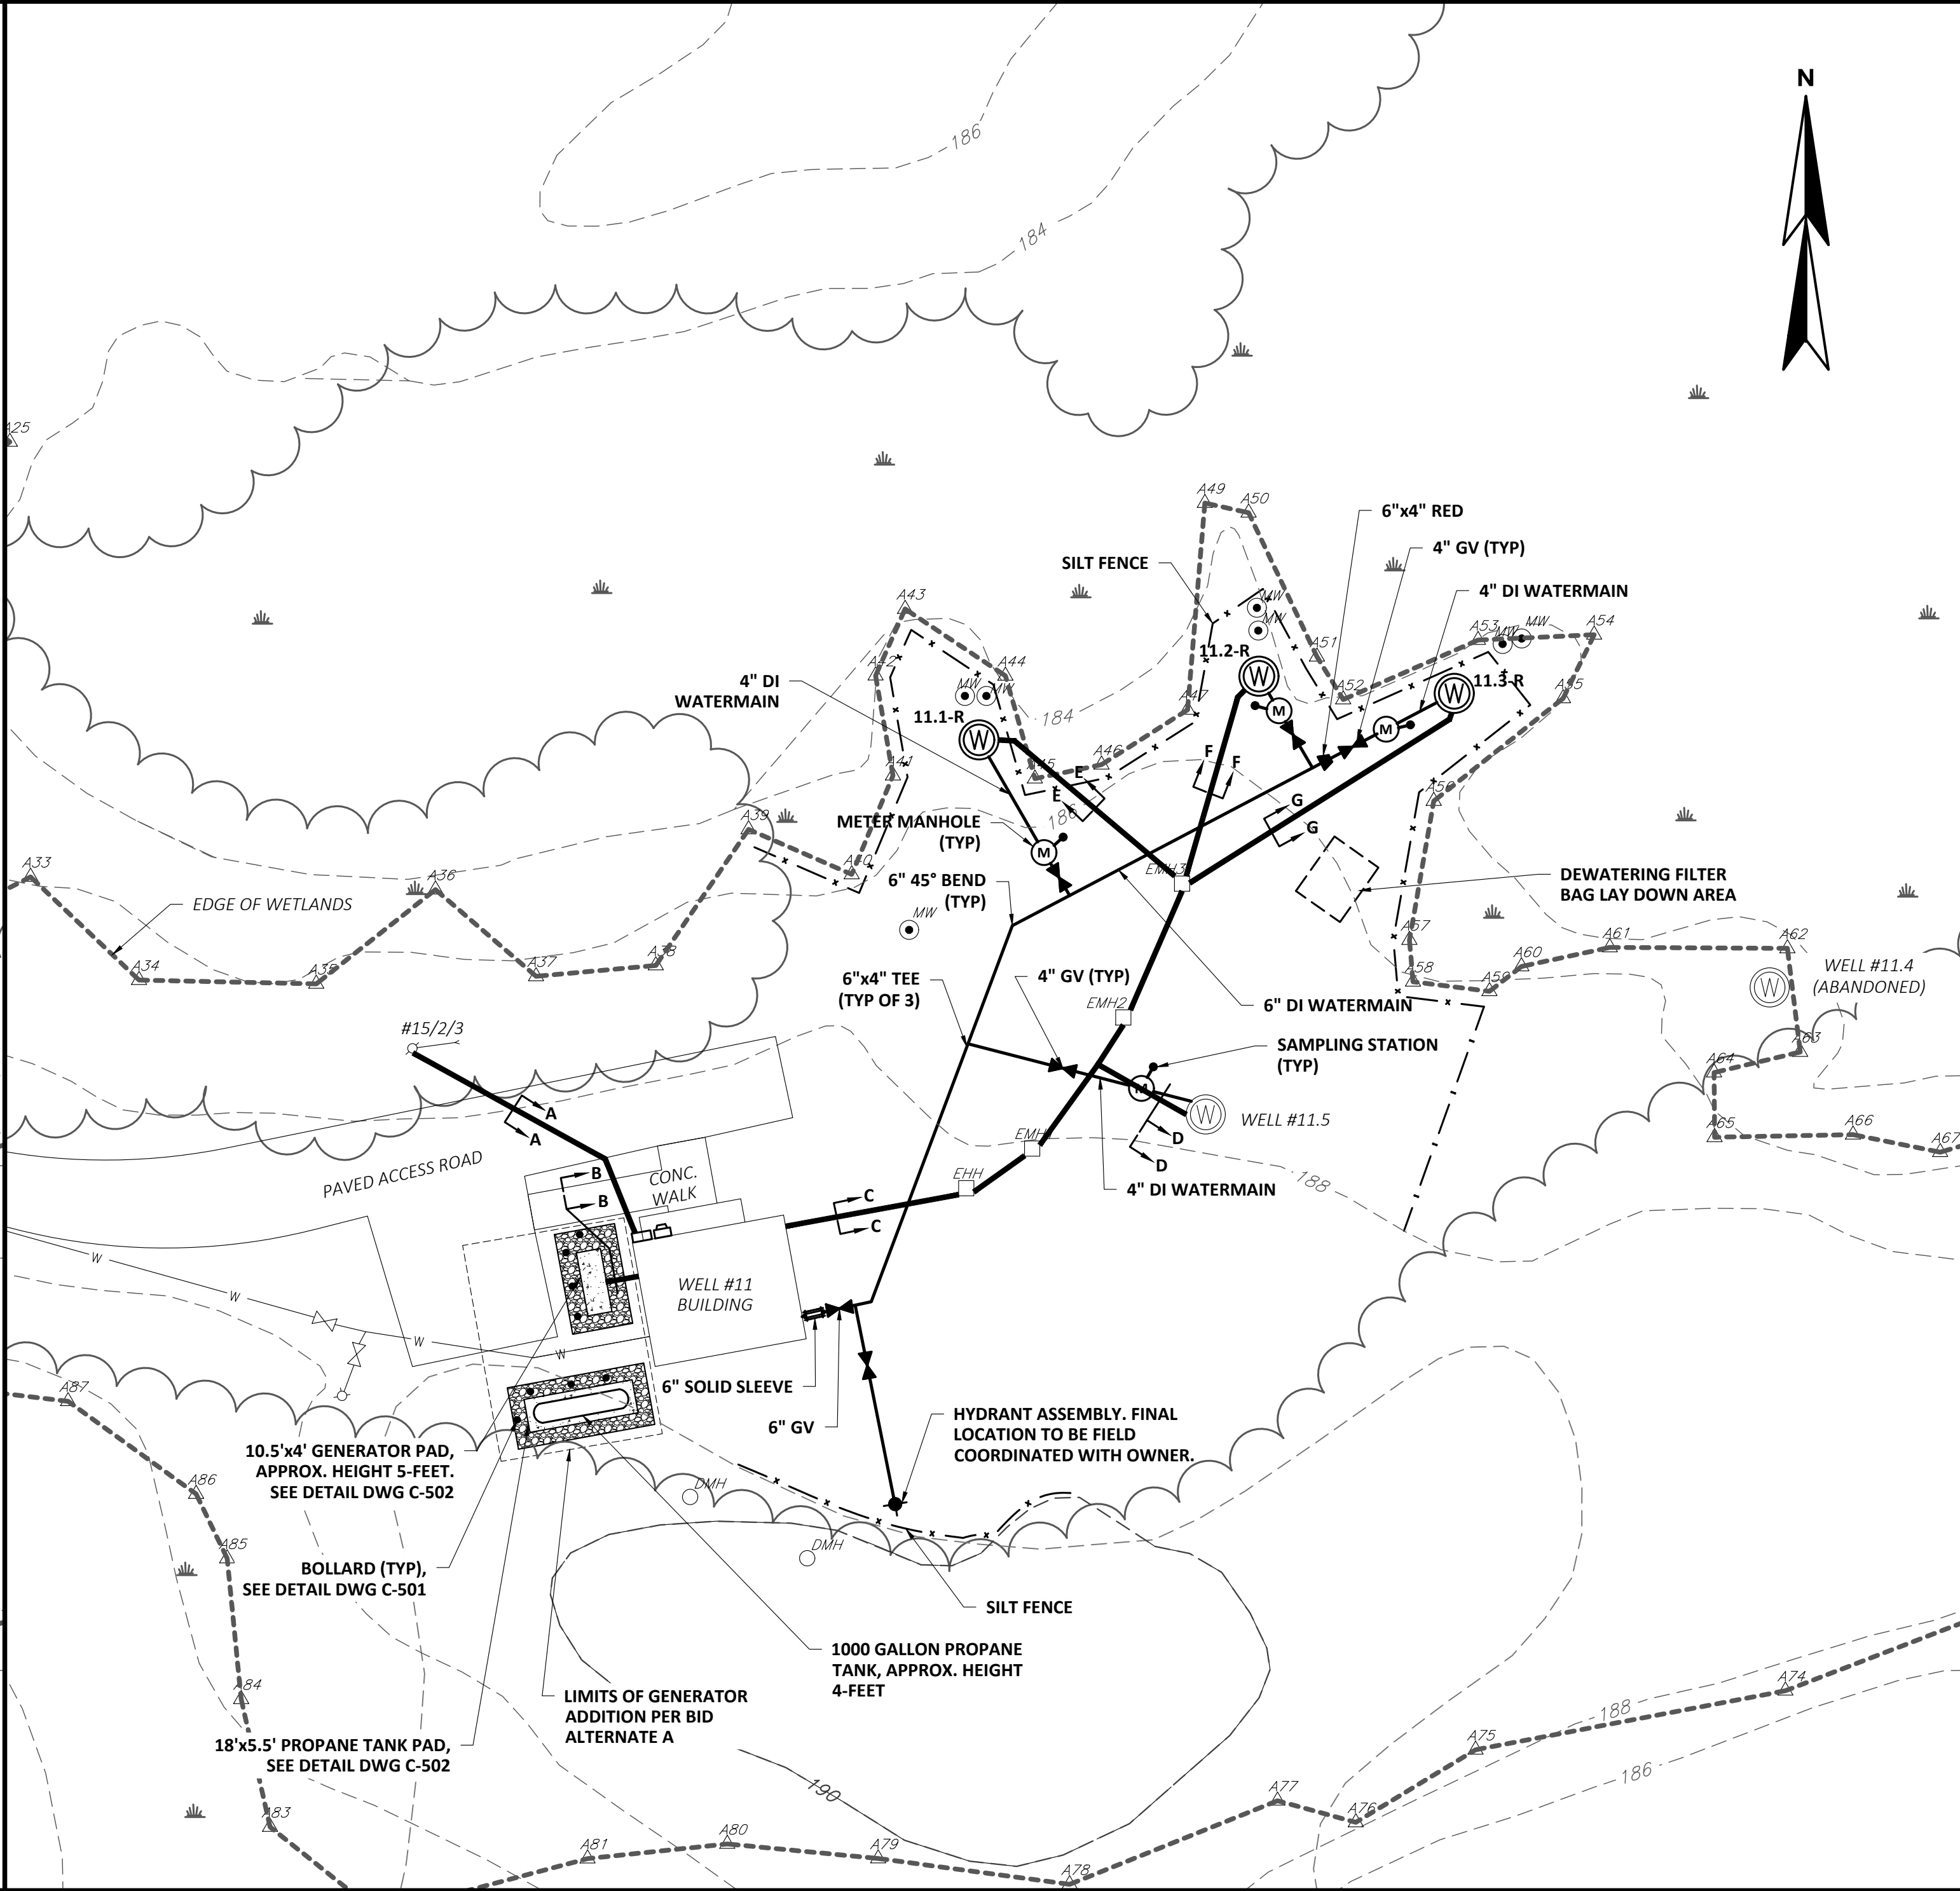 N
186
184
A25
A49
A50
6"x4" RED
4" GV (TYP)
SILT FENCE
4" DI WATERMAIN
A43
MW
MW
A54
A53
MW
MW
A51
11.2-R
A42
A44
4" DI
WATERMAIN
MW
MW
A52
11.3-R
A55
A47
11.1-R
184
A46
F
F
A41
A45
E
E
G
G
186
METER MANHOLE
(TYP)
M
M
M
A39
A40
A56
EMH3
A33
A36
EDGE OF WETLANDS
6" 45° BEND
(TYP)
DEWATERING FILTER
BAG LAY DOWN AREA
MW
A34
A35
A37
A38
A57
A58
A59
A60
A61
A62
WELL #11.4
(ABANDONED)
W
W
W
W
6"x4" TEE
(TYP OF 3)
4" GV (TYP)
EMH2
6" DI WATERMAIN
#15/2/3
SAMPLING STATION
(TYP)
A63
A64
M
W
WELL #11.5
A
A
A65
A66
A67
EMH
D
D
PAVED ACCESS ROAD
B
B
CONC.
WALK
EHH
4" DI WATERMAIN
188
C
C
W
W
W
W
WELL #11
BUILDING
A87
6" SOLID SLEEVE
6" GV
HYDRANT ASSEMBLY. FINAL
LOCATION TO BE FIELD
COORDINATED WITH OWNER.
10.5'x4' GENERATOR PAD,
APPROX. HEIGHT 5-FEET.
SEE DETAIL DWG C-502
A86
DMH
DMH
A85
BOLLARD (TYP),
SEE DETAIL DWG C-501
SILT FENCE
1000 GALLON PROPANE
TANK, APPROX. HEIGHT
4-FEET
A84
LIMITS OF GENERATOR
ADDITION PER BID
ALTERNATE A
A74
188
A75
186
18'x5.5' PROPANE TANK PAD,
SEE DETAIL DWG C-502
190
A77
A76
A83
A81
A80
A79
A78